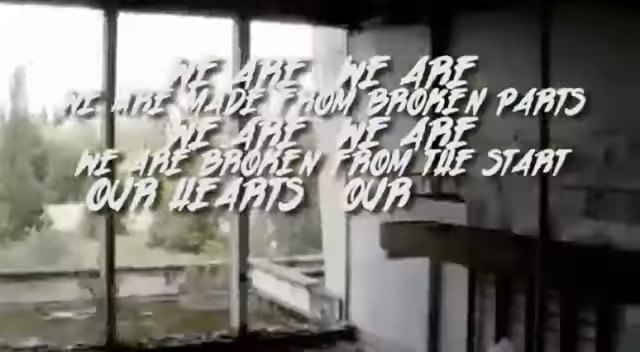 WE ARE WE ARE
WE ARE MADE FROM BROKEN PARTS
WE ARE WE ARE
WE ARE BROKEN FROM THE START
OUR HEARTS OUR